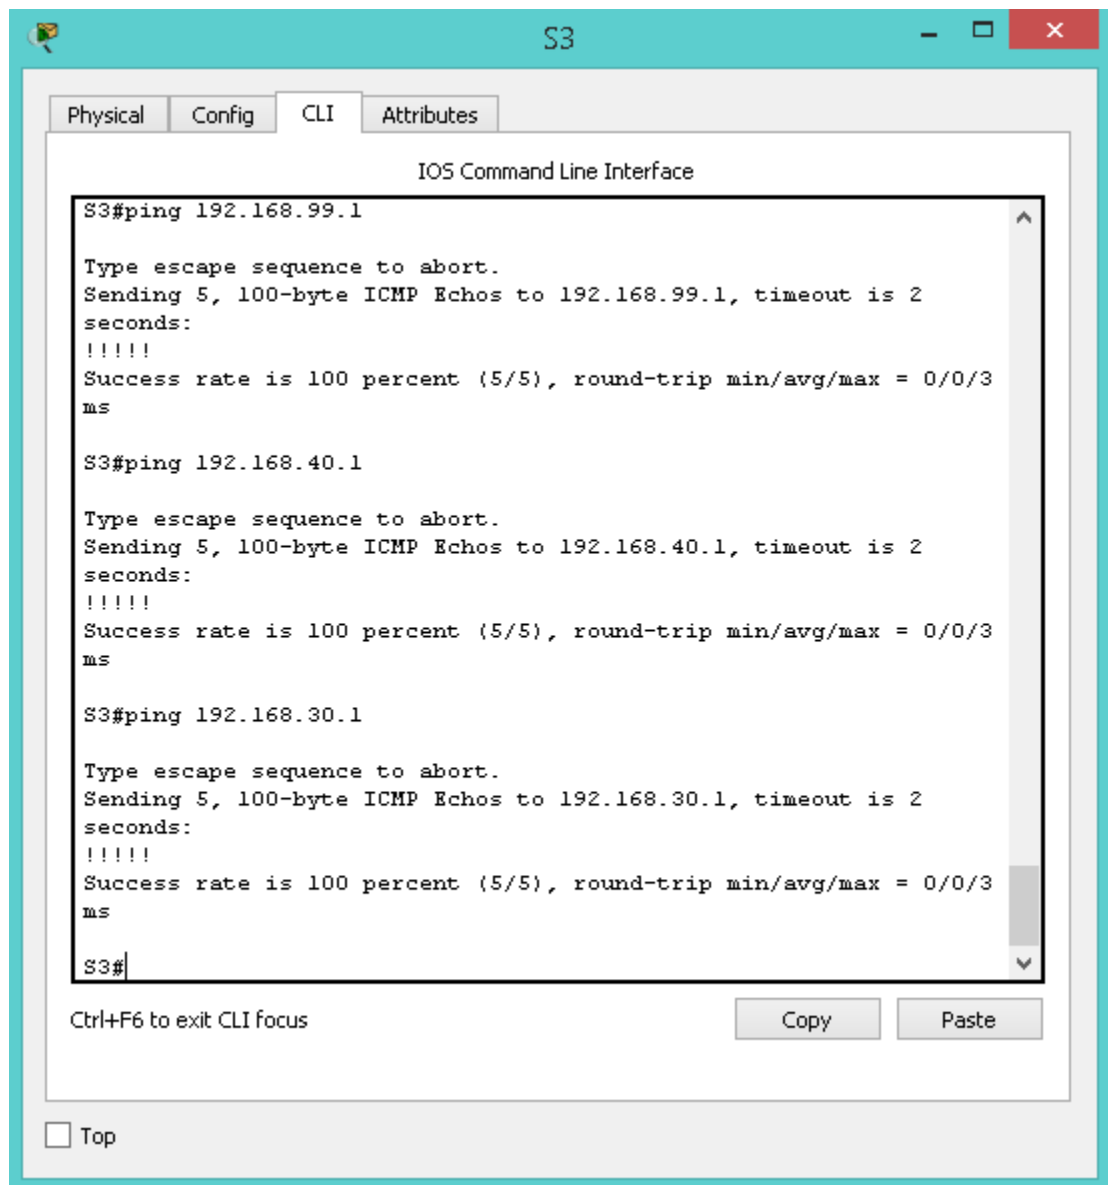 S3
Physical Config CLI Attributes
IOS Command Line Interface
S3#ping 192.168.99.1
Type escape sequence to abort.
Sending 5, 100-byte ICMP Echos to 192.168.99.1, timeout is 2
seconds:
!!!!!
Success rate is 100 percent (5/5), round-trip min/avg/max = 0/0/3
ms
S3#ping 192.168.40.1
Type escape sequence to abort.
Sending 5, 100-byte ICMP Echos to 192.168.40.1, timeout is 2
seconds:
!!!!!
Success rate is 100 percent (5/5), round-trip min/avg/max = 0/0/3
ms
S3#ping 192.168.30.1
Type escape sequence to abort.
Sending 5, 100-byte ICMP Echos to 192.168.30.1, timeout is 2
seconds:
!!!!!
Success rate is 100 percent (5/5), round-trip min/avg/max = 0/0/3
ms
S3#
Ctrl+F6 to exit CLI focus Copy Paste
Top